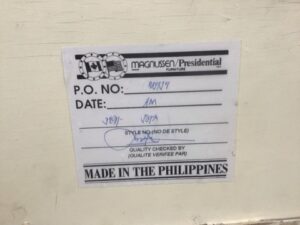 MAGNUSSEN/Presidential
FURNITURE
P.O. NO:
DATE:
STYLE NO. (NO DE STYLE)
QUALITY CHECKED BY
(QUALITE VERIFEE PAR)
MADE IN THE PHILIPPINES